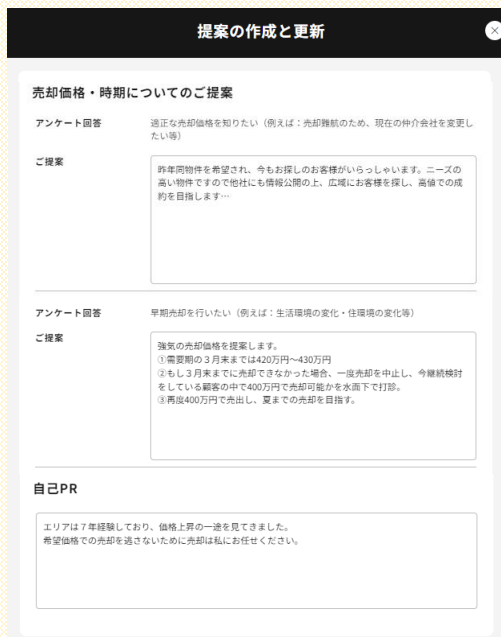 提案の作成と更新
売却価格・時期についてのご提案
アンケート回答
適正な売却価格を知りたい（例えば：売却難航のため、現在の仲介会社を変更し
たい等）
ご提案
昨年同物件を希望され、今もお探しのお客様がいらっしゃいます。ニーズの
高い物件ですので他社にも情報公開の上、広域にお客様を探し、高値での成
約を目指します…
アンケート回答
早期売却を行いたい（例えば：生活環境の変化・住環境の変化等）
ご提案
強気の売却価格を提案します。
①需要期の３月末までは420万円〜430万円
②もし３月末までに売却できなかった場合、一度売却を中止し、今継続検討
をしている顧客の中で400万円で売却可能かを水面下で打診。
③再度400万円で売出し、夏までの売却を目指す。
自己PR
エリアは７年経験しており、価格上昇の一途を見てきました。
希望価格での売却を逃さないために売却は私にお任せください。